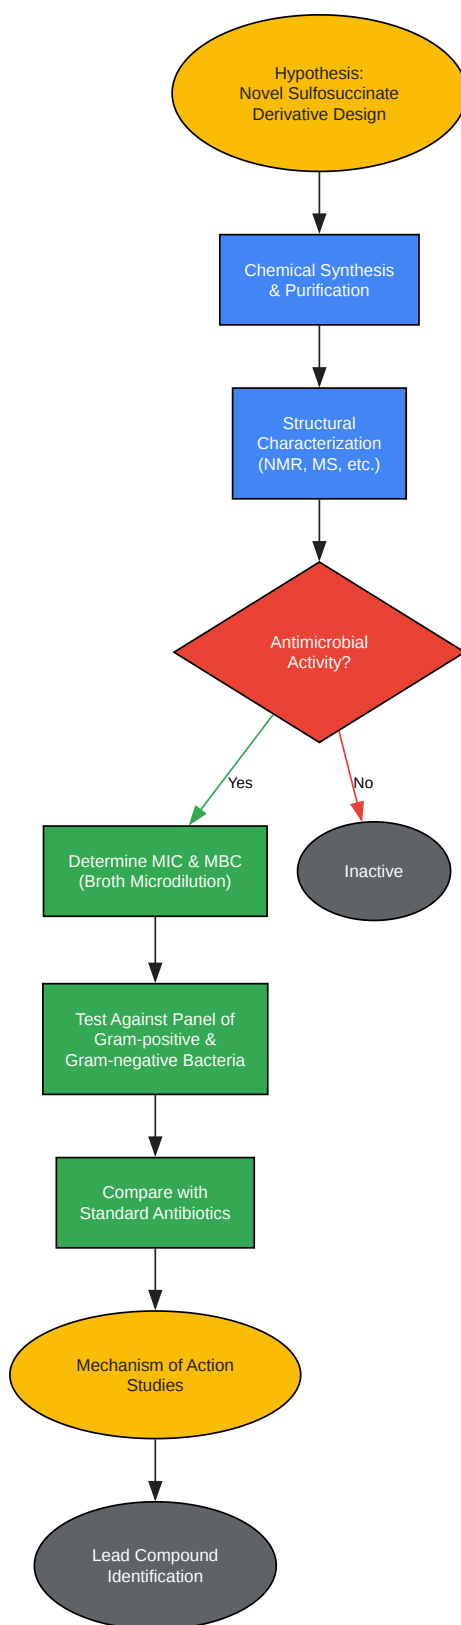 Hypothesis:
Novel Sulfosuccinate
Derivative Design
Chemical Synthesis
& Purification
Structural
Characterization
(NMR, MS, etc.)
Antimicrobial
Activity?
Yes
No
Determine MIC & MBC
(Broth Microdilution)
Inactive
Test Against Panel of
Gram-positive &
Gram-negative Bacteria
Compare with
Standard Antibiotics
Mechanism of Action
Studies
Lead Compound
Identification